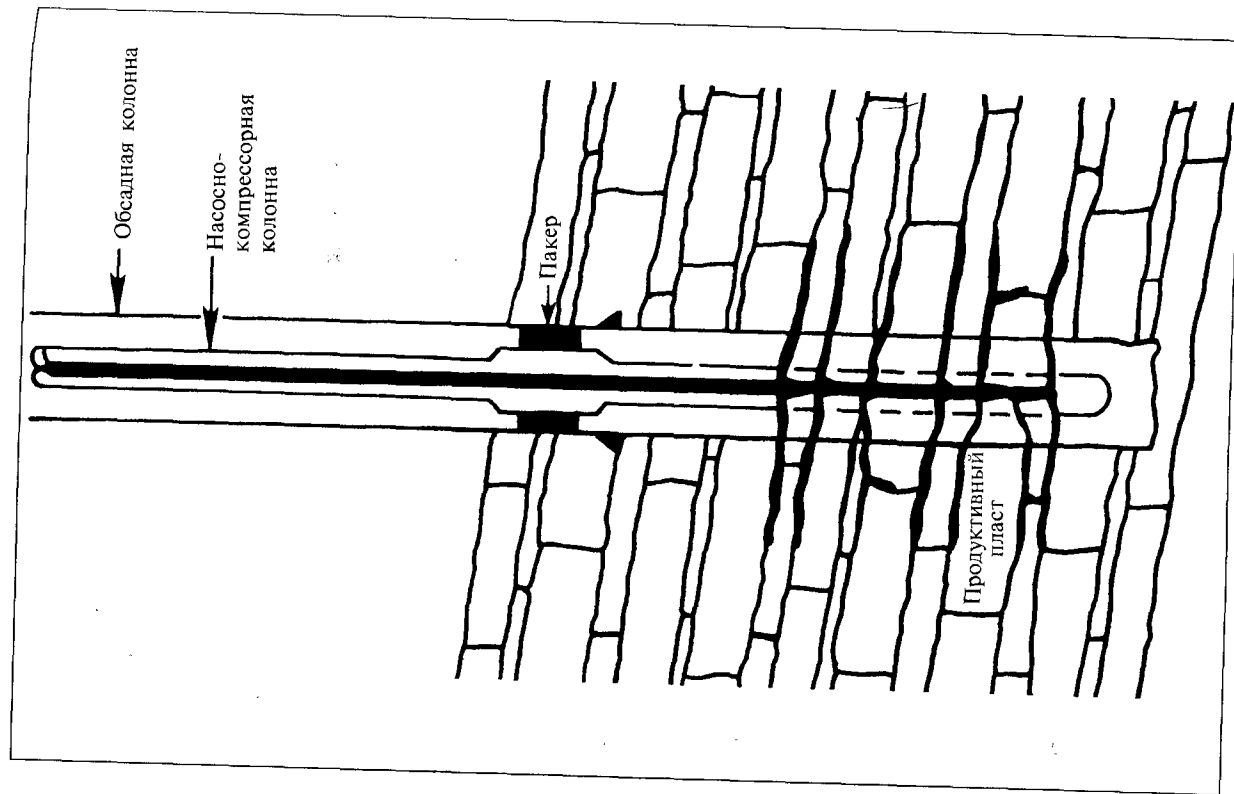 Обсадная колонна
Насосно-
компрессорная
колонна
Пакер
Продуктивный
пласт